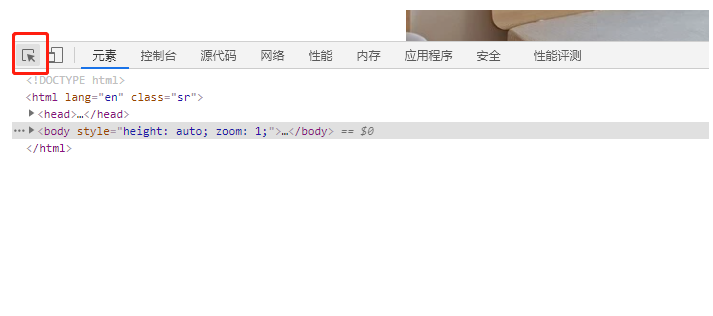 元素 控制台 源代码 网络 性能 内存 应用程序 安全 性能评测
<!DOCTYPE html>
<html lang="en" class="sr">
<head>…</head>
<body style="height: auto; zoom: 1;">…</body> == $0
</html>